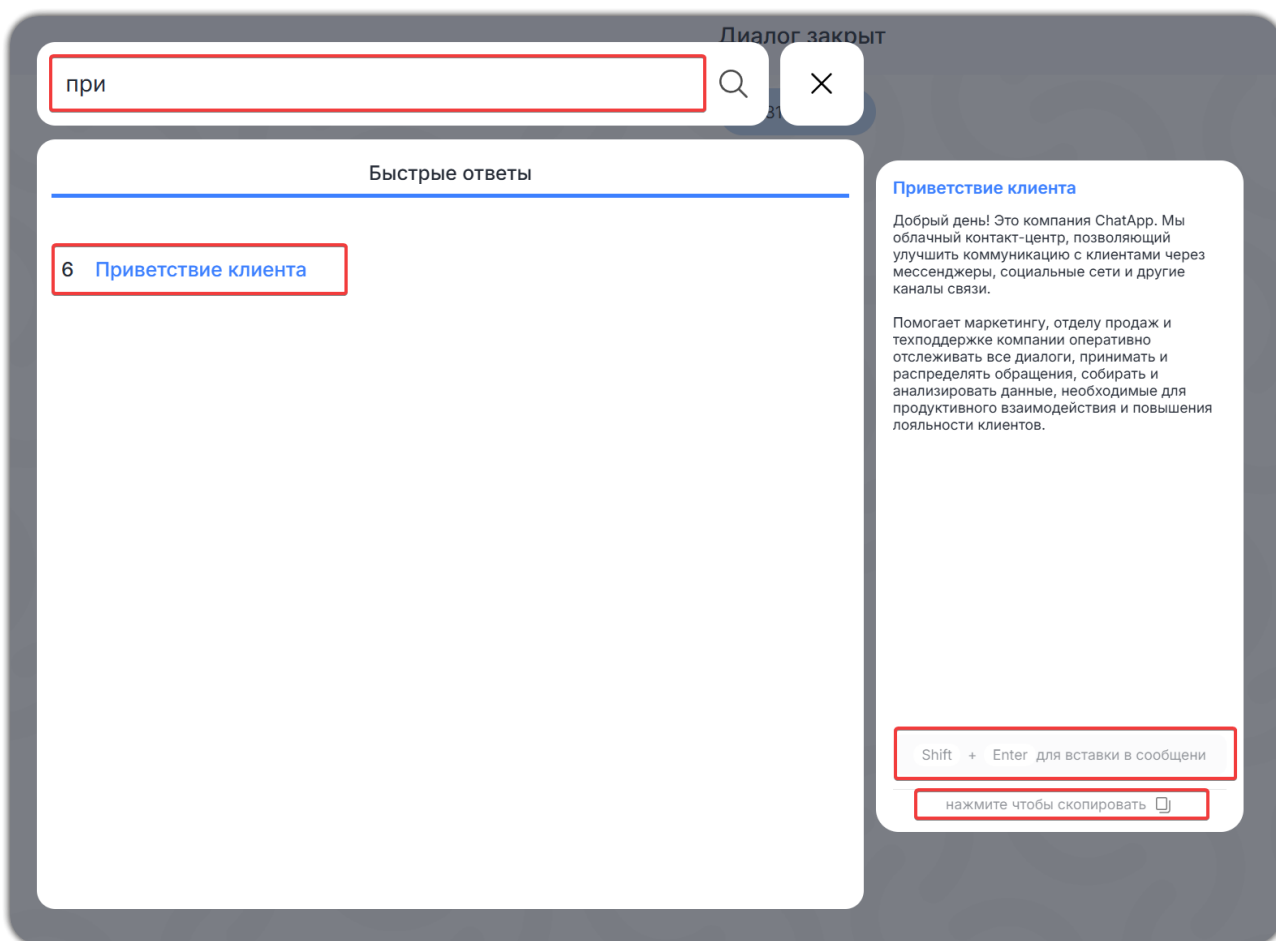 Диалог закрыт
при
Быстрые ответы
6 Приветствие клиента
Приветствие клиента
Добрый день! Это компания ChatApp. Мы
облачный контакт-центр, позволяющий
улучшить коммуникацию с клиентами через
мессенджеры, социальные сети и другие
каналы связи.
Помогает маркетингу, отделу продаж и
техподдержке компании оперативно
отслеживать все диалоги, принимать и
распределять обращения, собирать и
анализировать данные, необходимые для
продуктивного взаимодействия и повышения
лояльности клиентов.
Shift + Enter для вставки в сообщени
нажмите чтобы скопировать